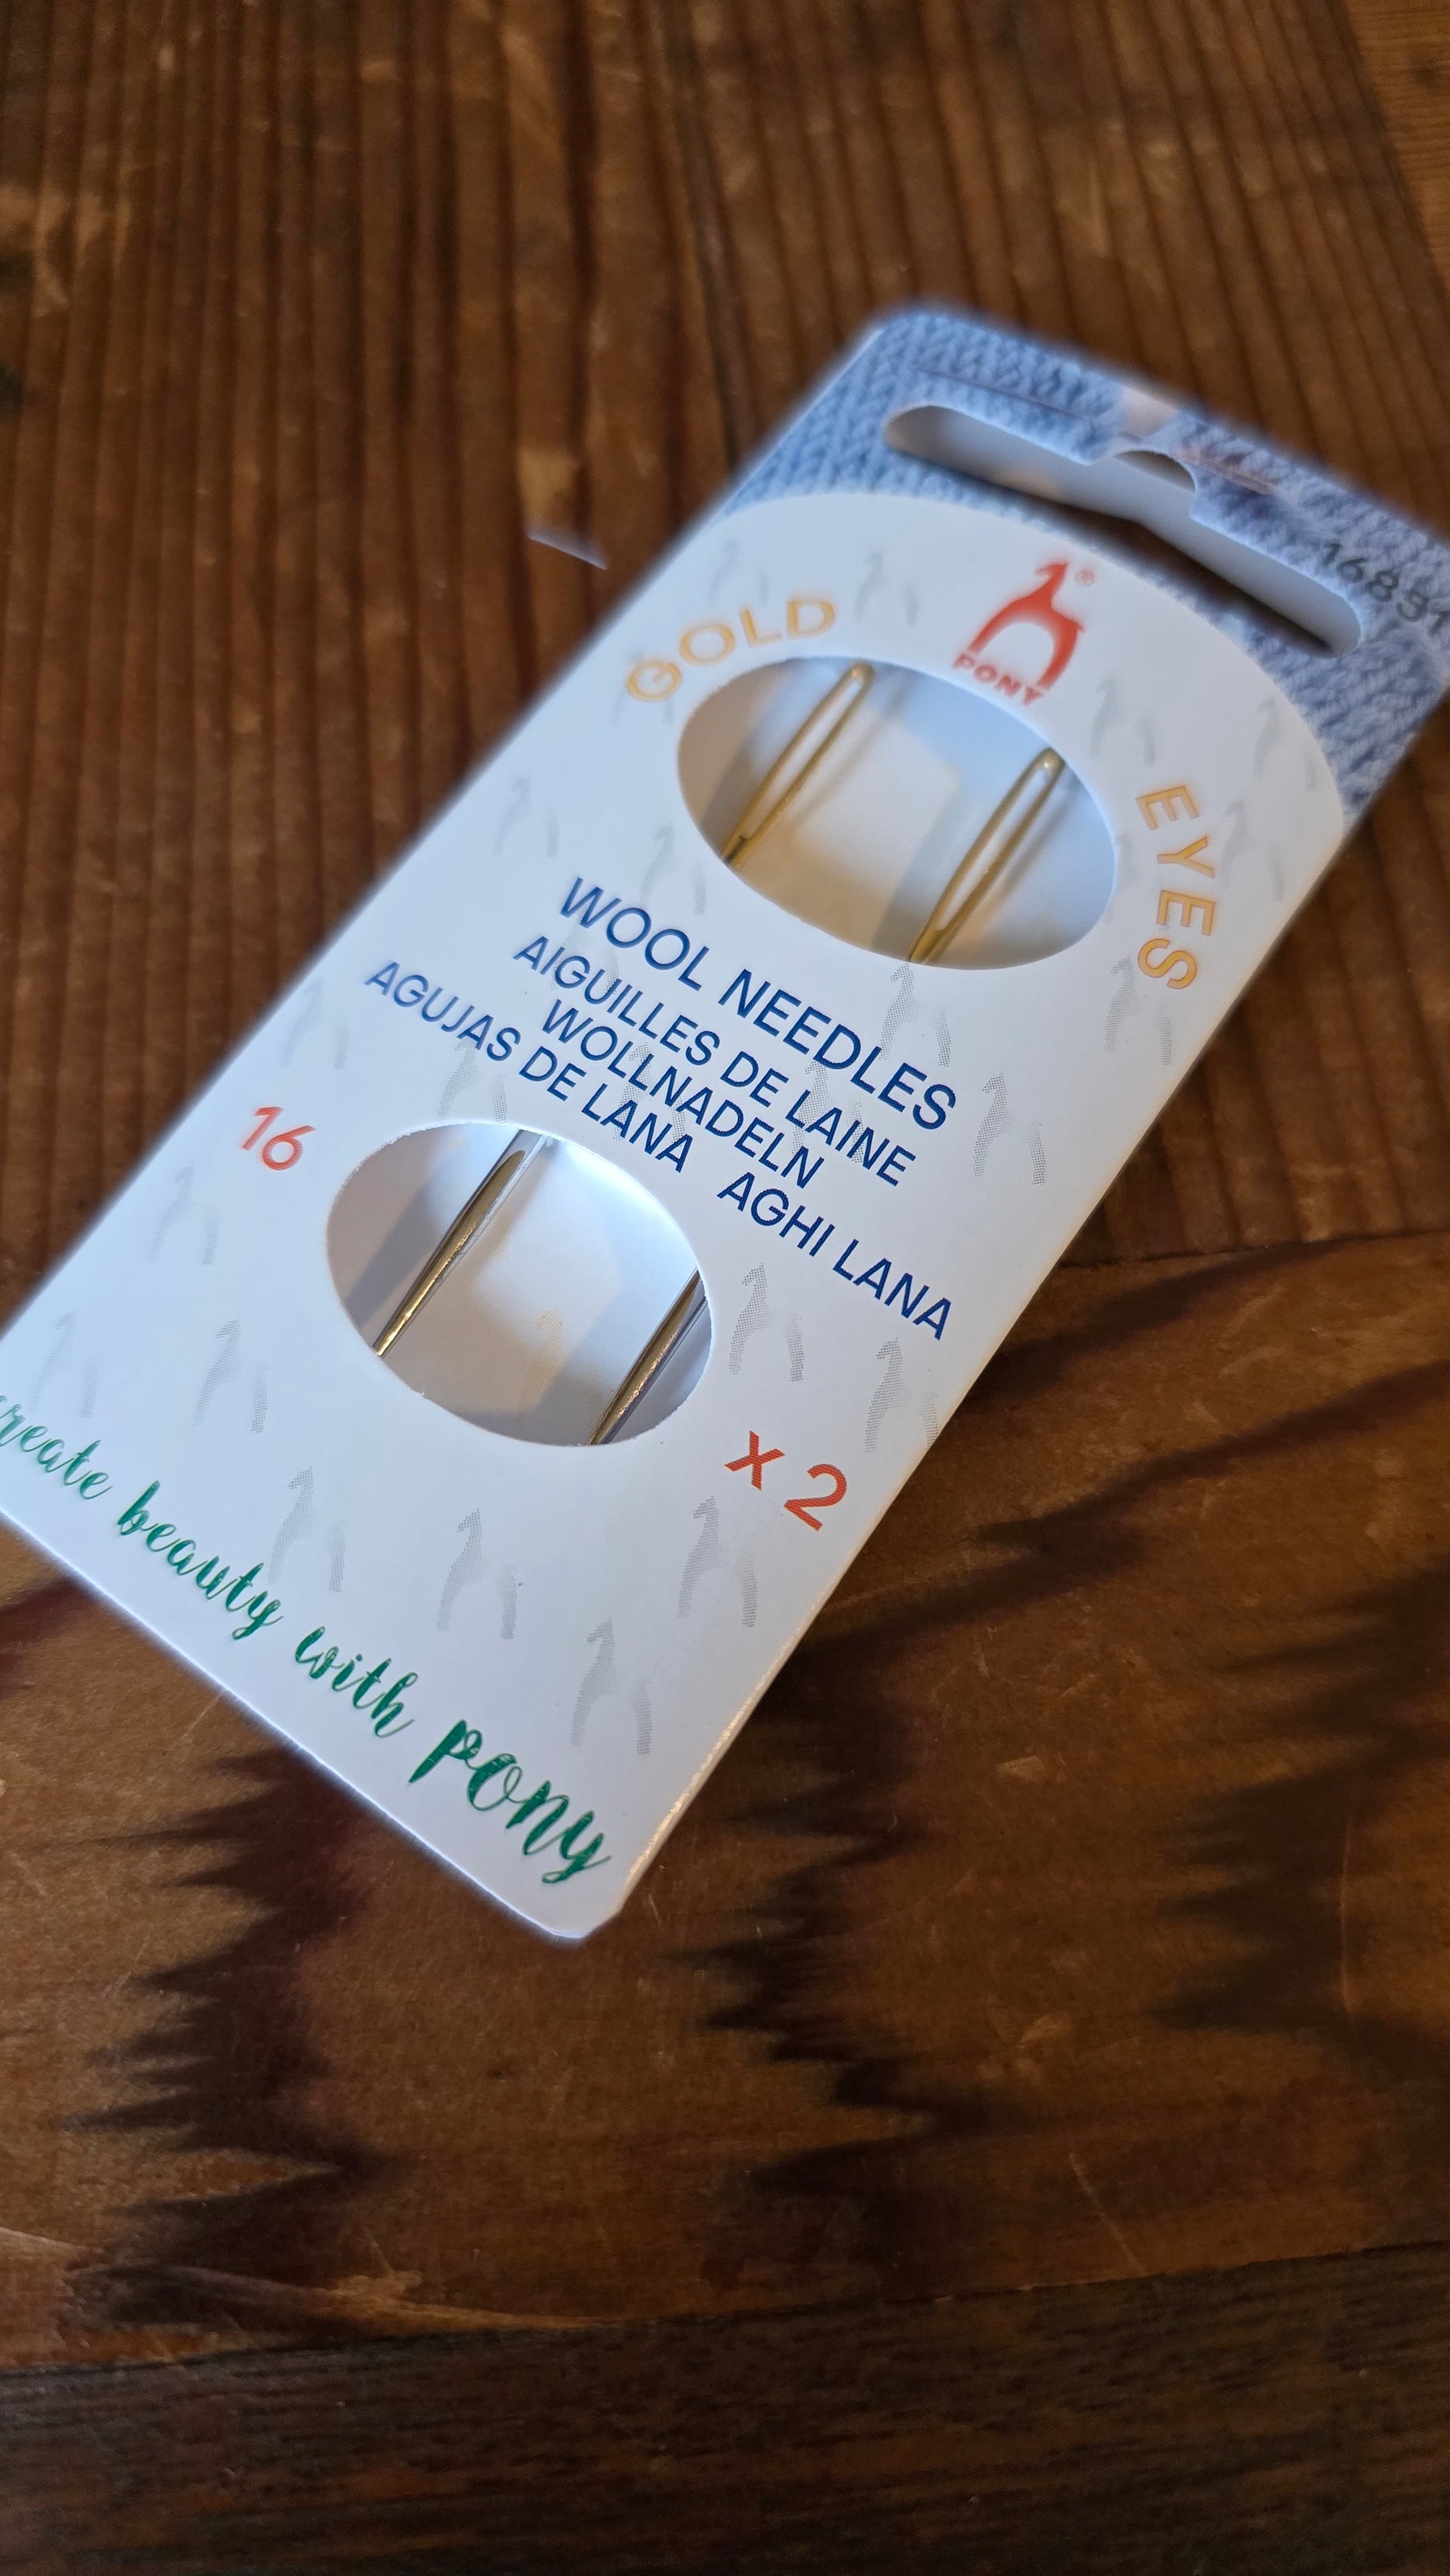 GOLD
PONY®
EYES
WOOL NEEDLES
AIGUILLES DE LAINE
WOLLNADELN
AGUJAS DE LANA AGHI LANA
16
x 2
create beauty with PONY